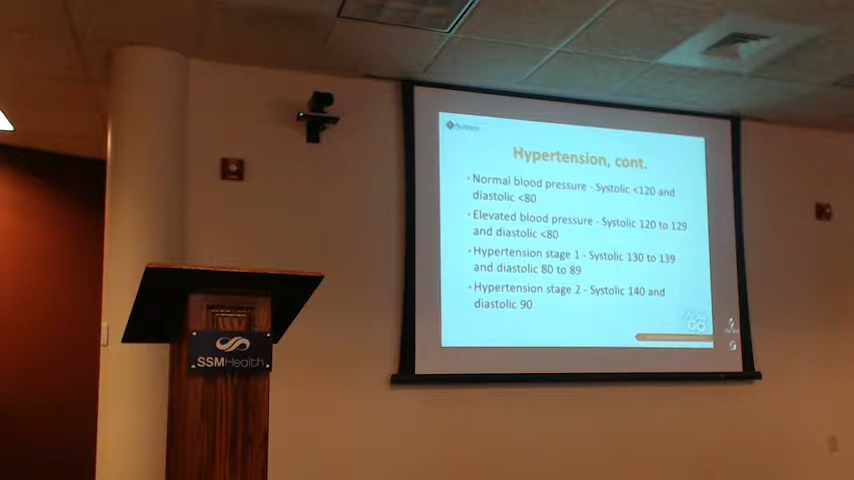 Hypertension, cont.
• Normal blood pressure - Systolic <120 and
diastolic <80
• Elevated blood pressure - Systolic 120 to 129
and diastolic <80
• Hypertension stage 1 - Systolic 130 to 139
and diastolic 80 to 89
• Hypertension stage 2 - Systolic 140 and
diastolic 90
GO
SSMHealth